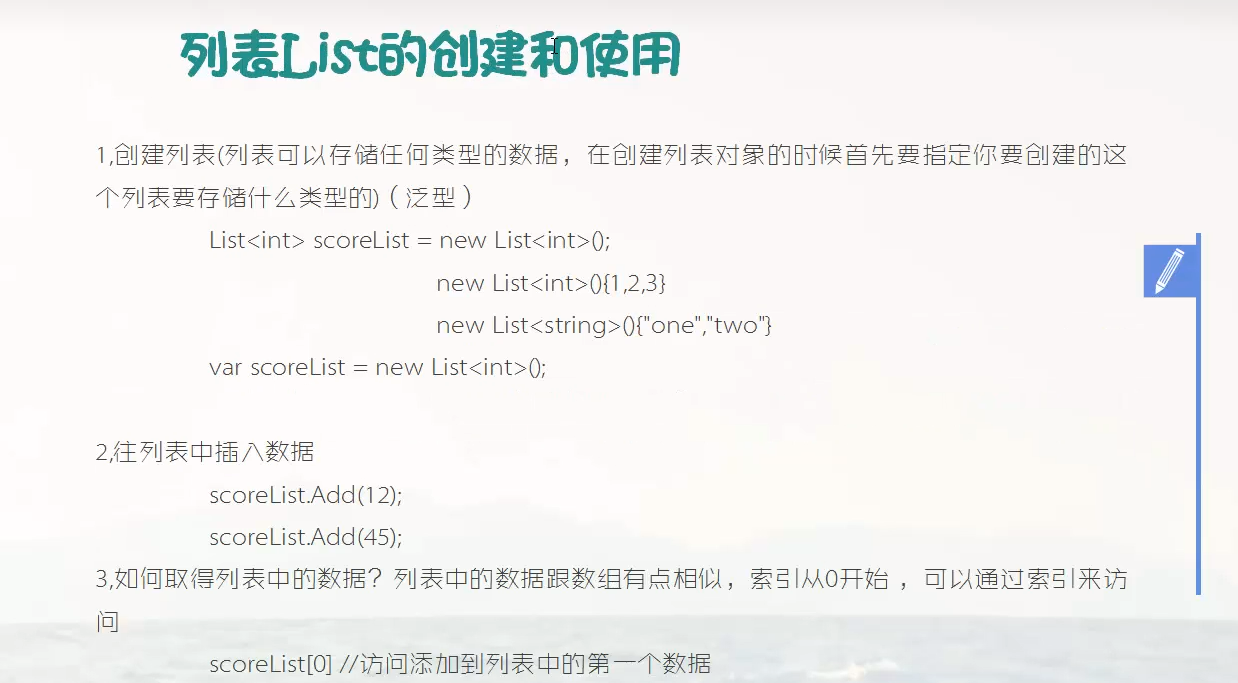 列表List的创建和使用
1,创建列表(列表可以存储任何类型的数据，在创建列表对象的时候首先要指定你要创建的这
个列表要存储什么类型的)（泛型）
List<int> scoreList = new List<int>();
new List<int>(){1,2,3}
new List<string>(){"one","two"}
var scoreList = new List<int>();
2,往列表中插入数据
scoreList.Add(12);
scoreList.Add(45);
3,如何取得列表中的数据？列表中的数据跟数组有点相似，索引从0开始 ，可以通过索引来访
问
scoreList[0] //访问添加到列表中的第一个数据